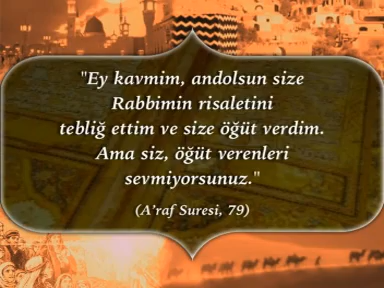 "Ey kavmim, andolsun size
Rabbimin risaletini
tebliğ ettim ve size öğüt verdim.
Ama siz, öğüt verenleri
sevmiyorsunuz."
(A'raf Suresi, 79)